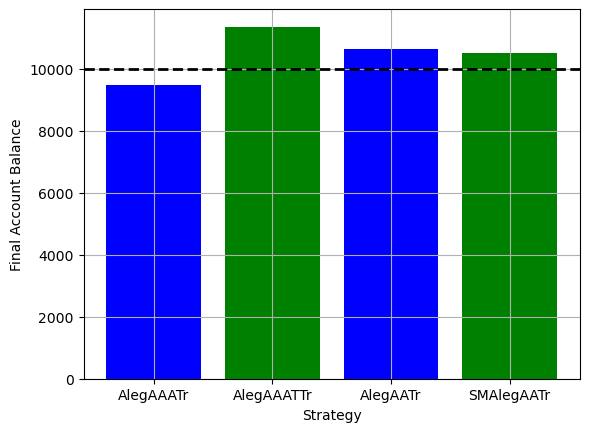 Final Account Balance
10000
8000
6000
4000
2000
0
AlegAAATr AlegAAATTr AlegAATr SMAlegAATr
Strategy